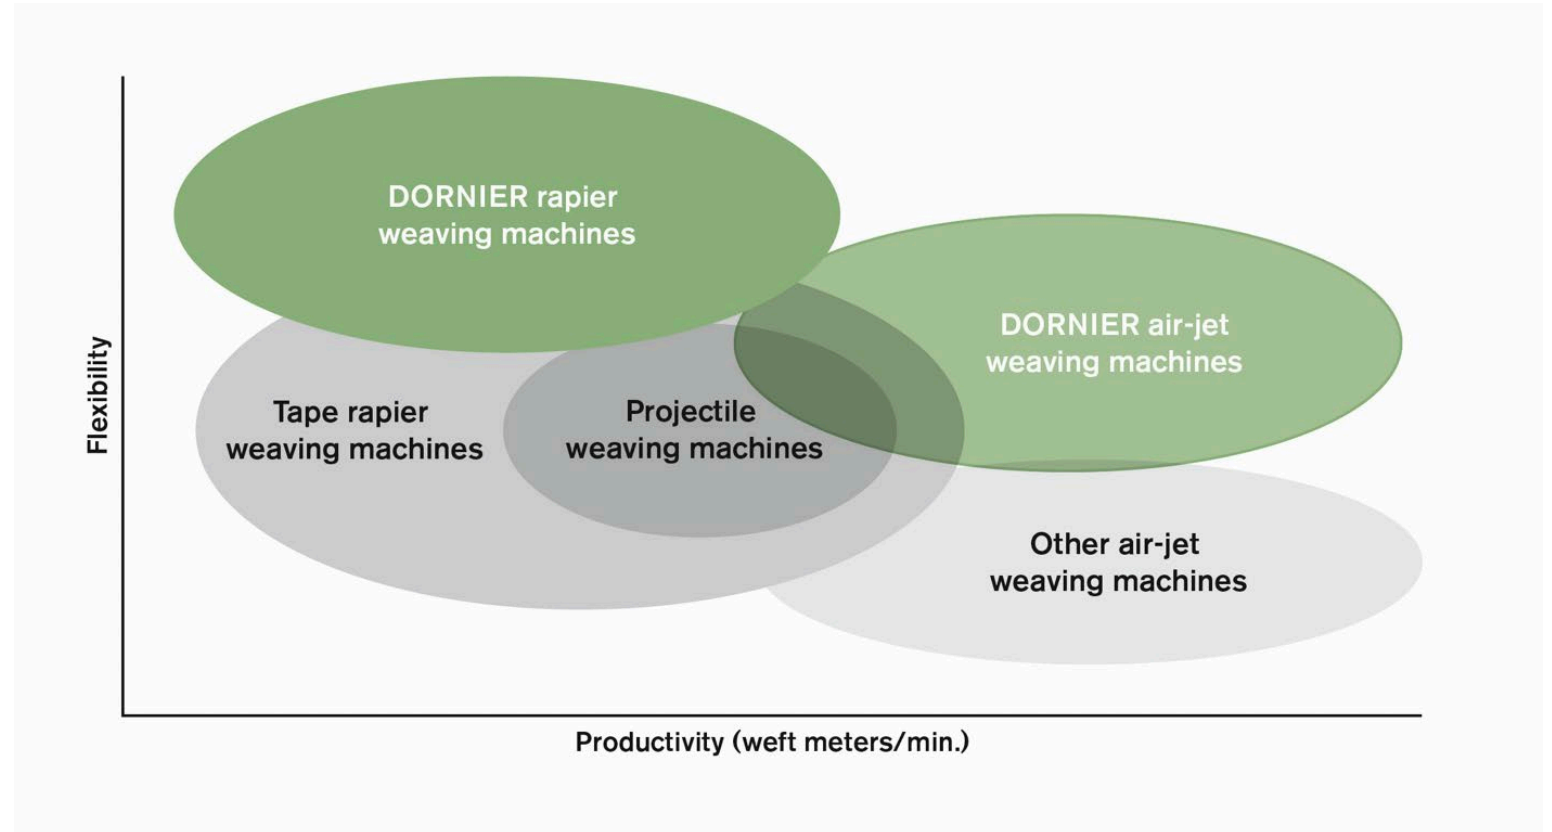 DORNIER rapier
weaving machines
DORNIER air-jet
weaving machines
Flexibility
Tape rapier
weaving machines
Projectile
weaving machines
Other air-jet
weaving machines
Productivity (weft meters/min.)